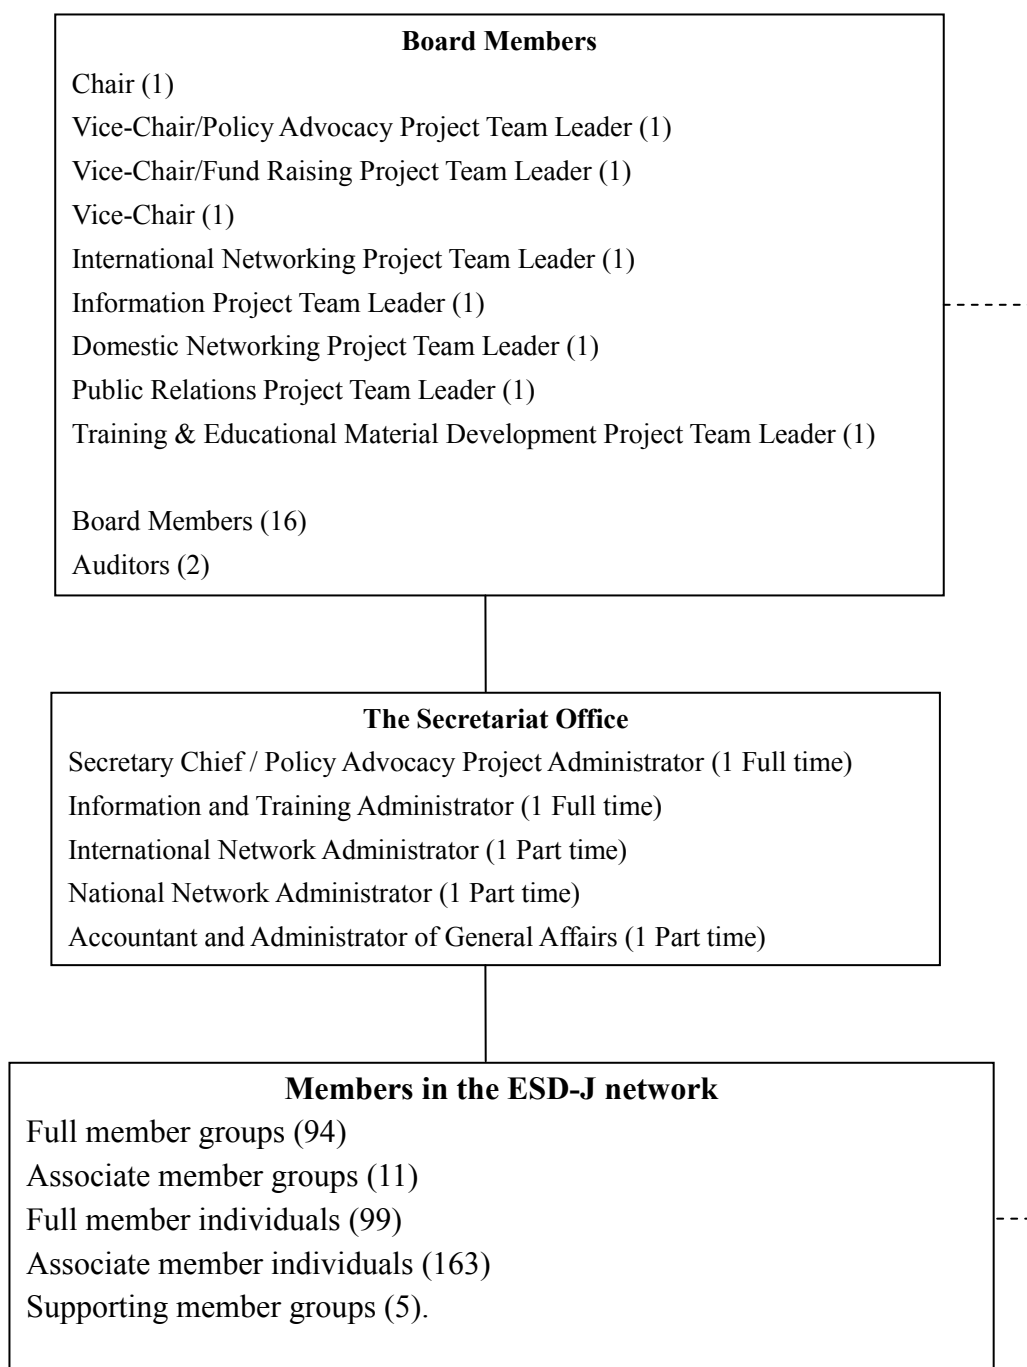 Board Members
Chair (1)
Vice-Chair/Policy Advocacy Project Team Leader (1)
Vice-Chair/Fund Raising Project Team Leader (1)
Vice-Chair (1)
International Networking Project Team Leader (1)
Information Project Team Leader (1)
Domestic Networking Project Team Leader (1)
Public Relations Project Team Leader (1)
Training & Educational Material Development Project Team Leader (1)
Board Members (16)
Auditors (2)
The Secretariat Office
Secretary Chief / Policy Advocacy Project Administrator (1 Full time)
Information and Training Administrator (1 Full time)
International Network Administrator (1 Part time)
National Network Administrator (1 Part time)
Accountant and Administrator of General Affairs (1 Part time)
Members in the ESD-J network
Full member groups (94)
Associate member groups (11)
Full member individuals (99)
Associate member individuals (163)
Supporting member groups (5).